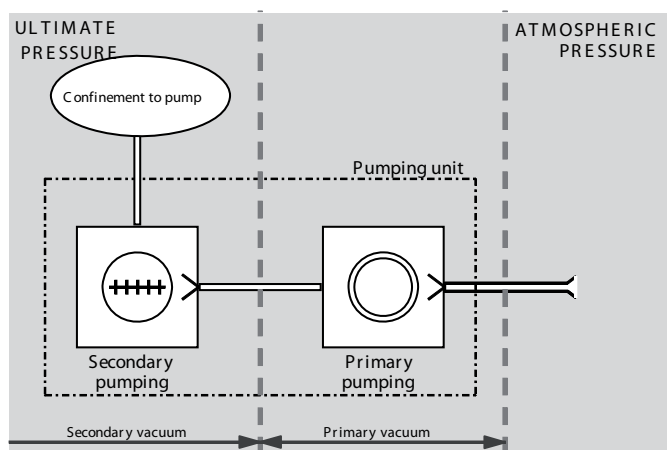 ULTIMATE
PRESSURE
ATMOSPHERIC
PRESSURE
Confinement to pump
Pumping unit
Secondary
pumping
Primary
pumping
Secondary vacuum
Primary vacuum